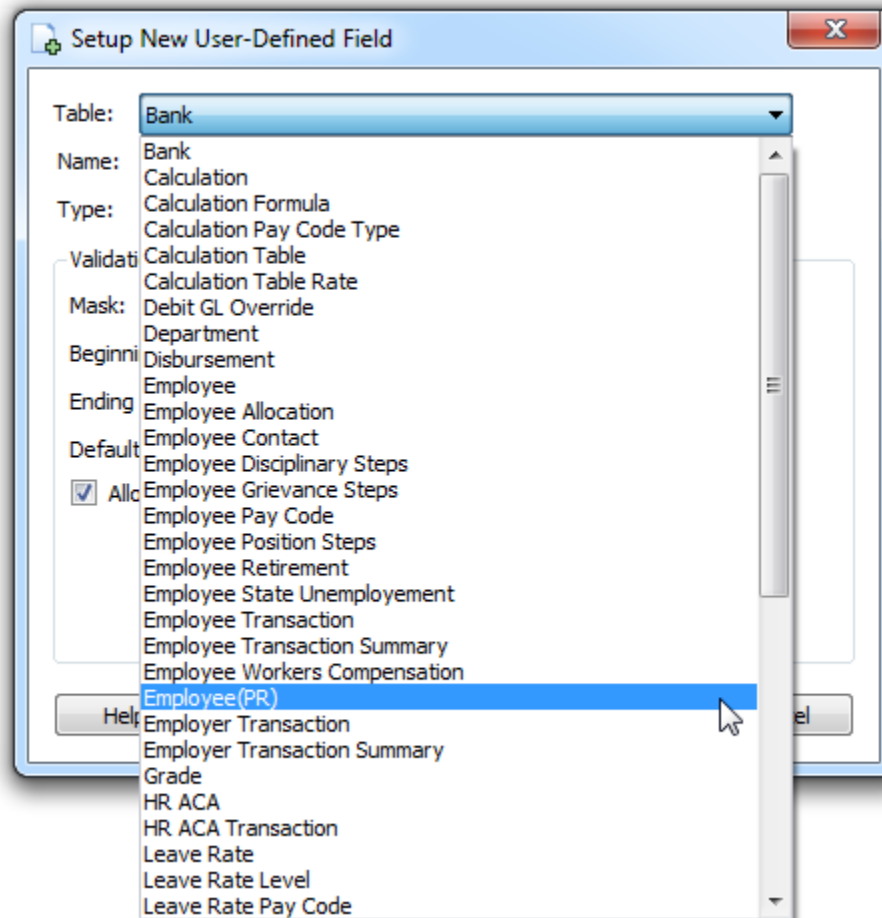 Setup New User-Defined Field
Table: Bank
Name: Bank
Calculation
Type: Calculation Formula
Calculation Pay Code Type
Validati Calculation Table
Calculation Table Rate
Mask: Debit GL Override
Department
Beginni Disbursement
Employee
Ending Employee Allocation
Employee Contact
Default Employee Disciplinary Steps
Allo Employee Grievance Steps
Employee Pay Code
Employee Position Steps
Employee Retirement
Employee State Unemployement
Employee Transaction
Employee Transaction Summary
Employee Workers Compensation
Employee(PR)
Help Employer Transaction el
Employer Transaction Summary
Grade
HR ACA
HR ACA Transaction
Leave Rate
Leave Rate Level
Leave Rate Pay Code